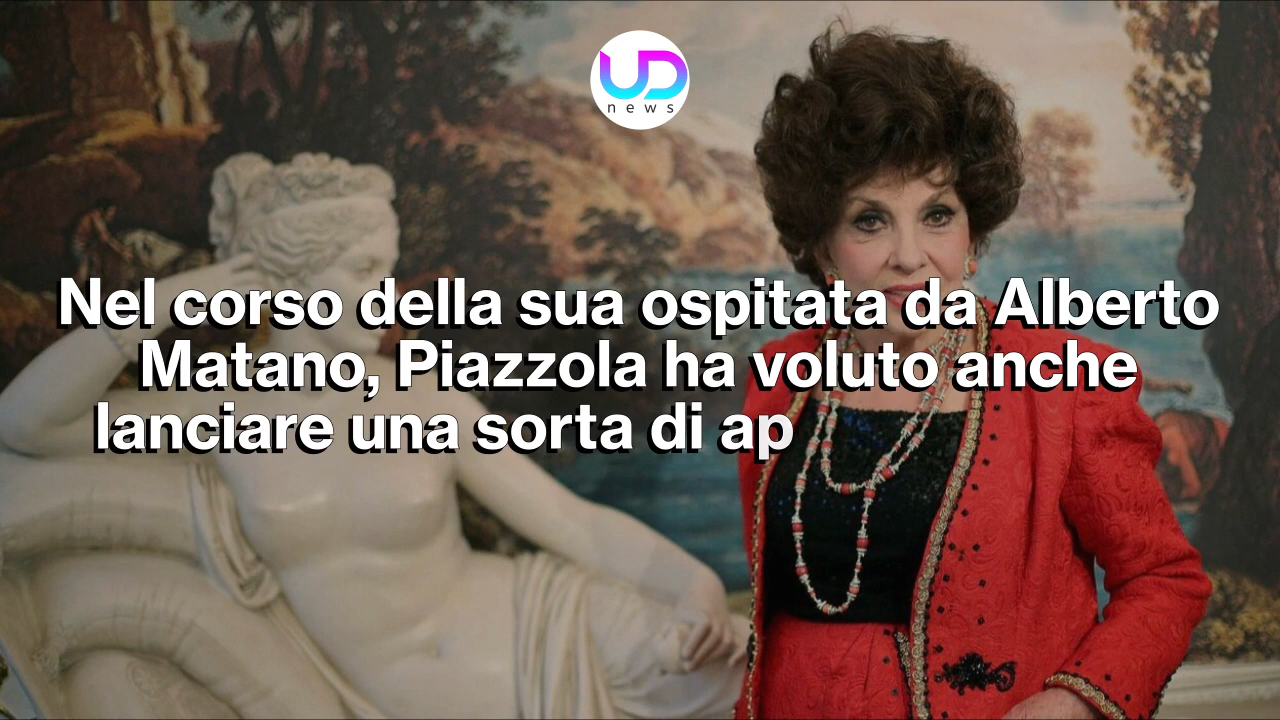 UD
news
Nel corso della sua ospitata da Alberto
Matano, Piazzola ha voluto anche
lanciare una sorta di ap